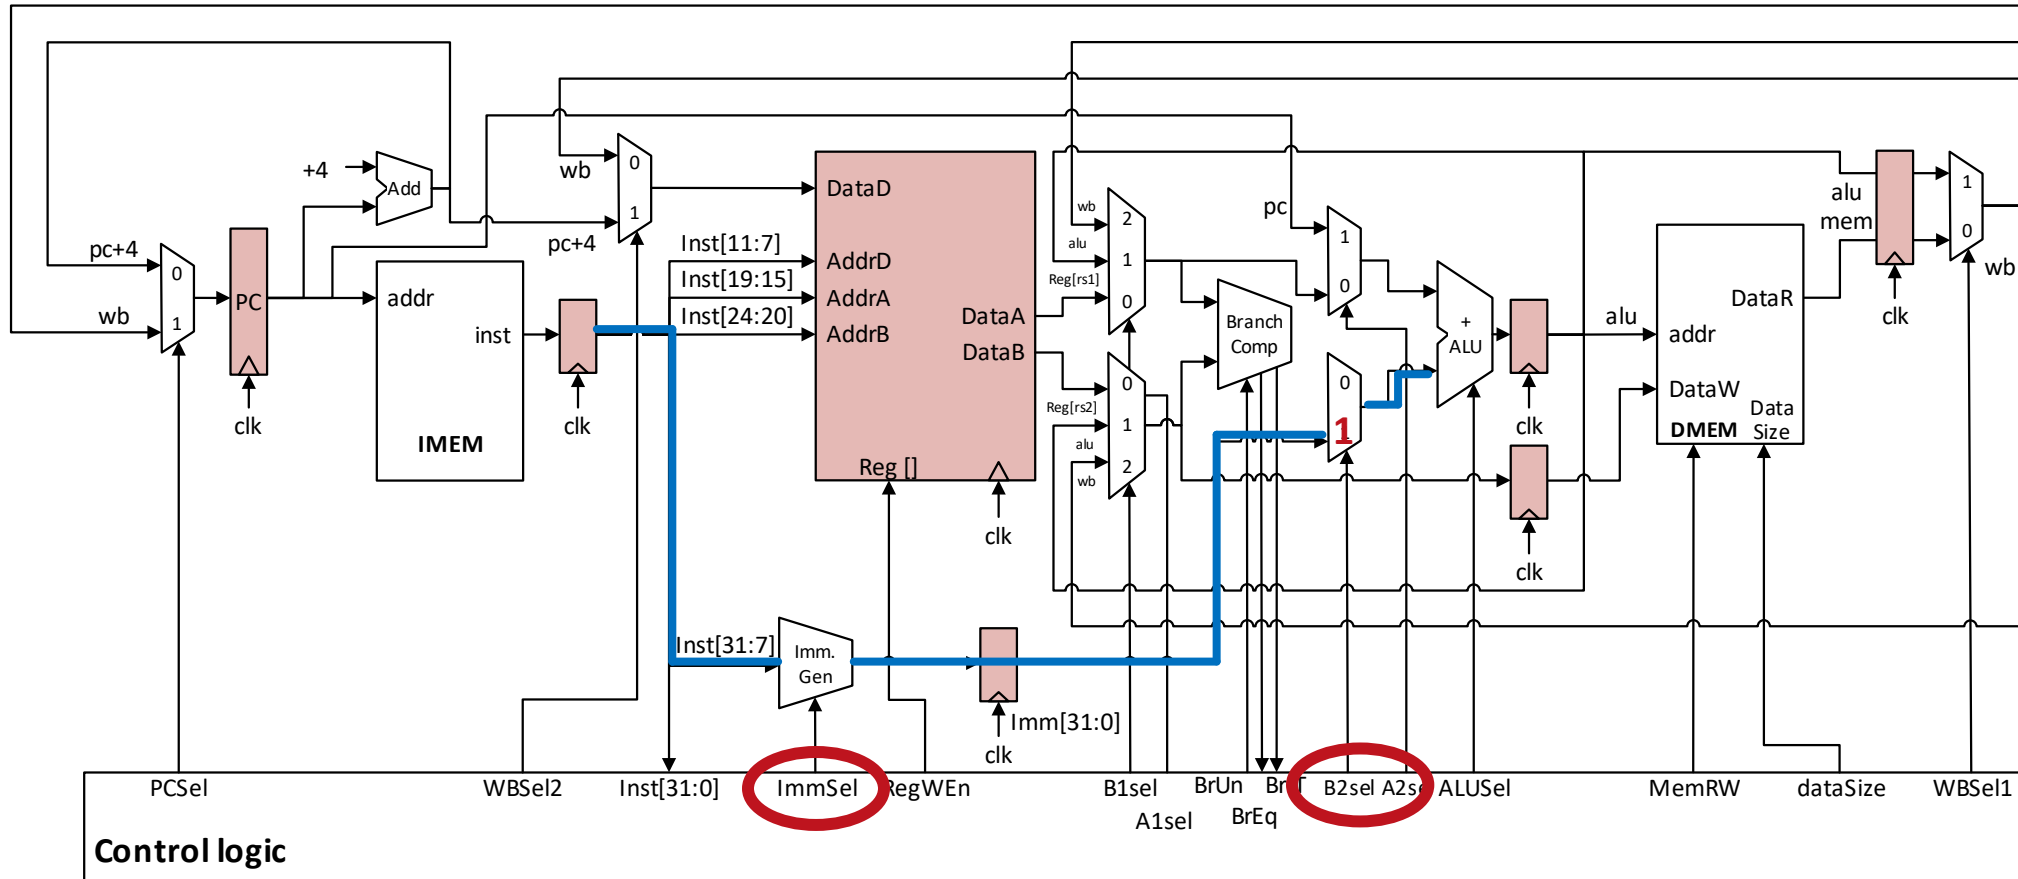 +4
Add
wb
0
1
pc+4
DataD
pc+4
0
wb
1
PC
clk
addr
inst
IMEM
clk
Inst[11:7]
AddrD
Inst[19:15]
AddrA
Inst[24:20]
AddrB
DataA
DataB
Reg []
clk
wb
2
alu
1
Reg[rs1]
0
0
Reg[rs2]
1
alu
2
wb
pc
1
0
Branch
Comp
0
1
+
ALU
clk
clk
alu
addr
DataR
DataW
Data
Size
DMEM
alu
mem
clk
1
0
wb
Inst[31:7]
Imm.
Gen
Imm[31:0]
clk
PCSel
WBSel2
Inst[31:0]
ImmSel
RegWEn
B1sel
A1sel
BrUn
BrEq
B2sel
ALUSel
MemRW
dataSize
WBSel1
Control logic